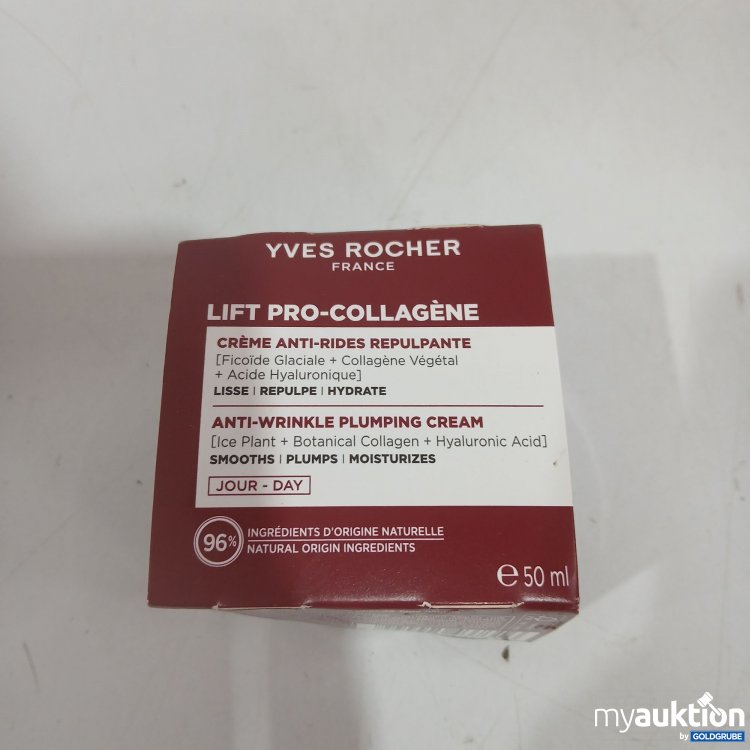 YVES ROCHER
FRANCE
LIFT PRO-COLLAGÈNE
CRÈME ANTI-RIDES REPULPANTE
[Ficoïde Glaciale + Collagène Végétal
+ Acide Hyaluronique]
LISSE | REPULPE | HYDRATE
ANTI-WRINKLE PLUMPING CREAM
[Ice Plant + Botanical Collagen + Hyaluronic Acid]
SMOOTHS | PLUMPS | MOISTURIZES
JOUR - DAY
96%
INGRÉDIENTS D'ORIGINE NATURELLE
NATURAL ORIGIN INGREDIENTS
℮ 50 ml
myauktion
by GOLDGRUBE